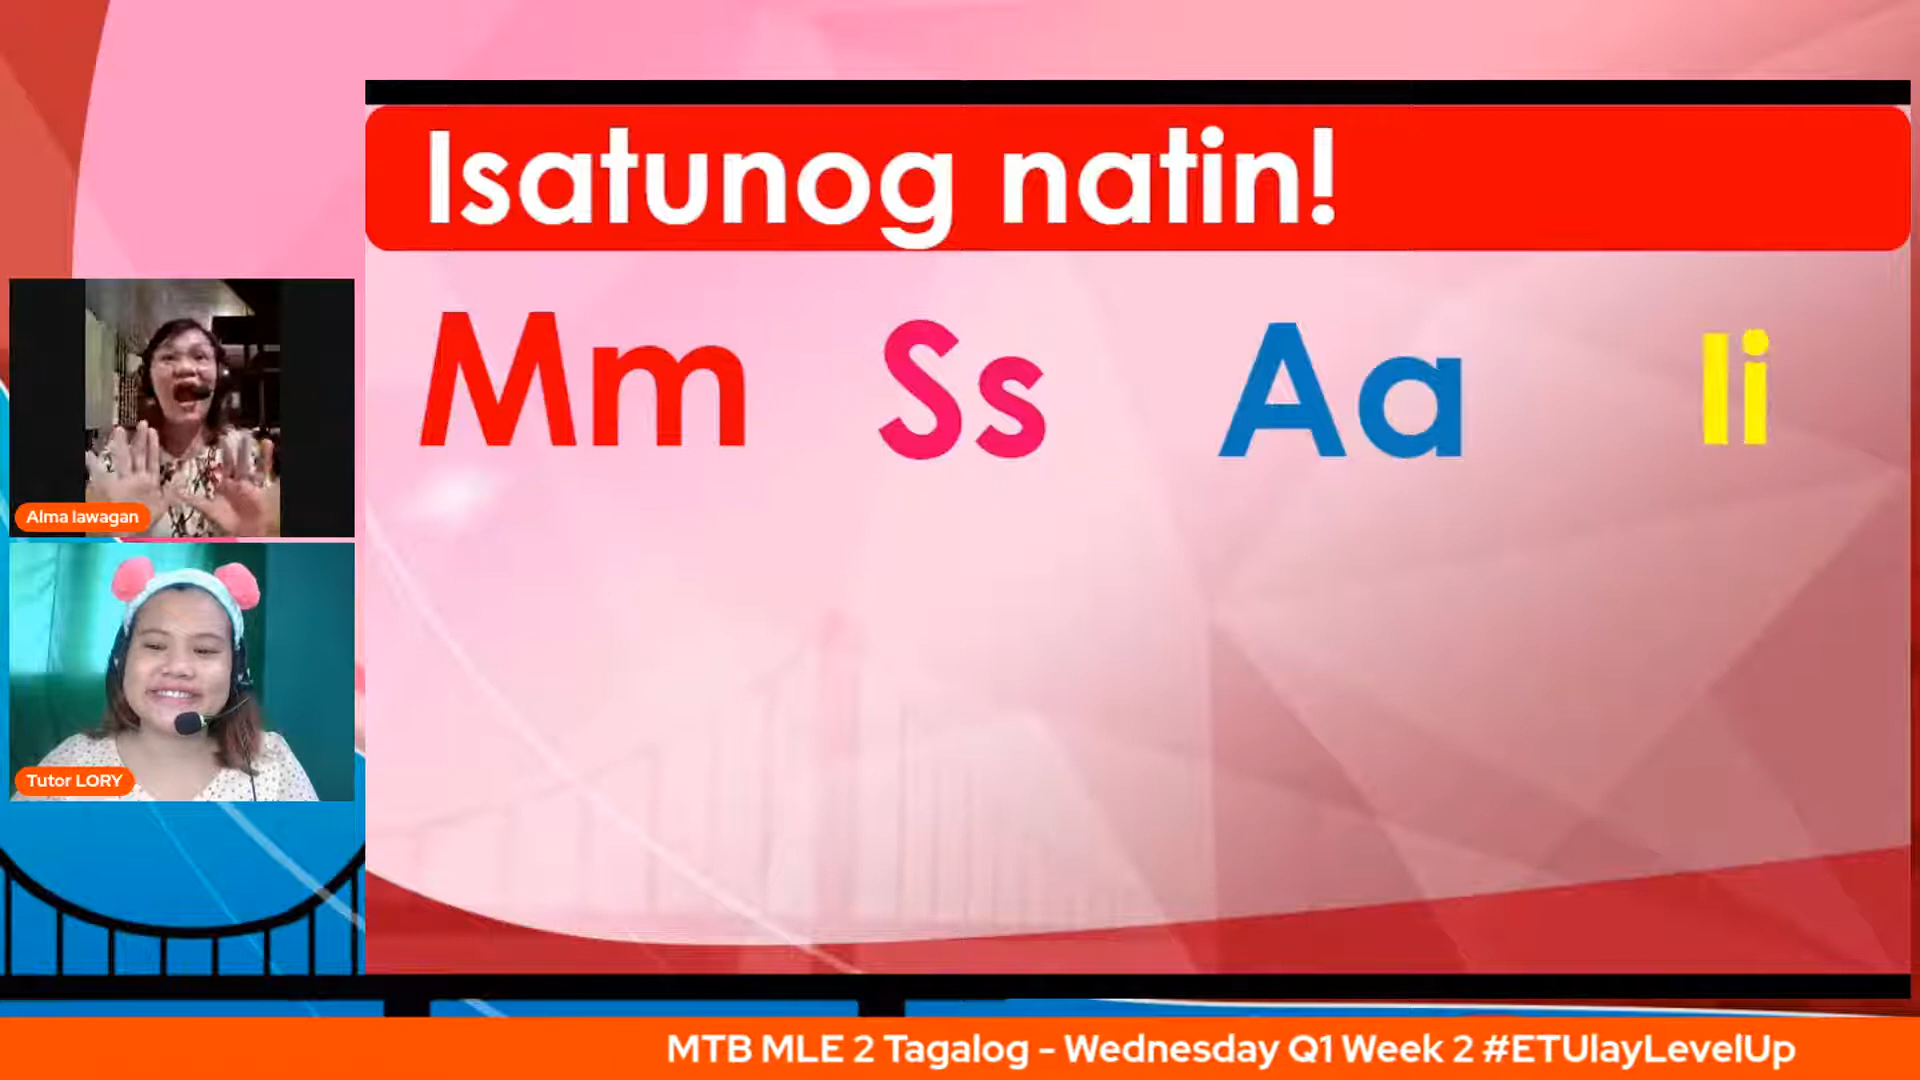 Isatunog natin!
Mm Ss Aa Ii
Alma lawagan
Tutor LORY
MTB MLE 2 Tagalog - Wednesday Q1 Week 2 #ETUlayLevelUp